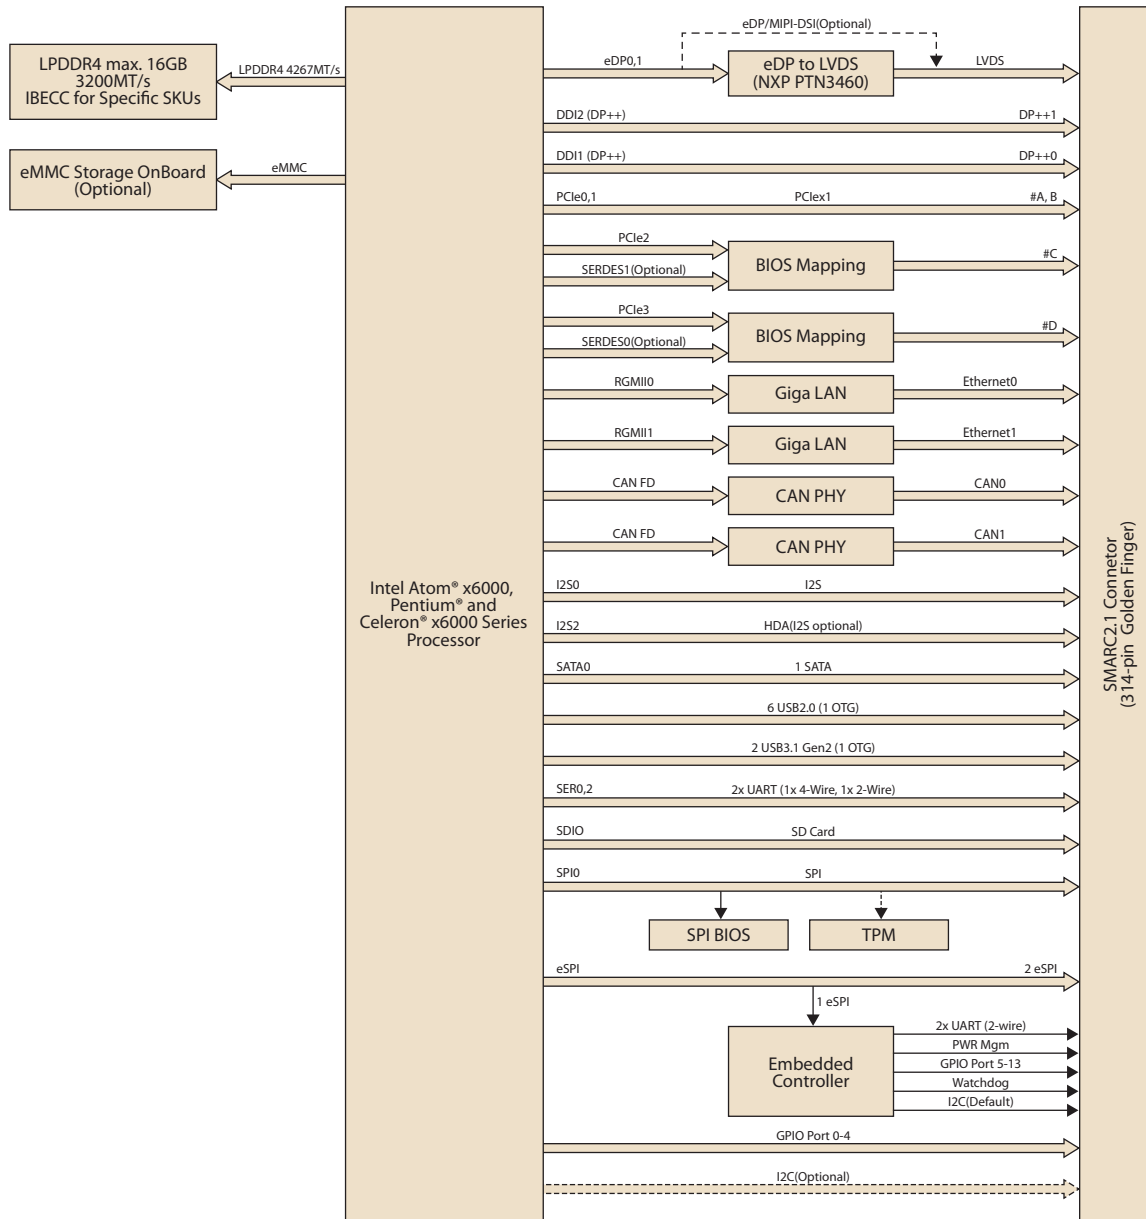 eDP/MIPI-DSI(Optional)
LPDDR4 max. 16GB
3200MT/s
IBECC for Specific SKUs
LPDDR4 4267MT/s
eDP0,1
eDP to LVDS
(NXP PTN3460)
LVDS
DDI2 (DP++)
DP++1
eMMC Storage OnBoard
(Optional)
eMMC
DDI1 (DP++)
DP++0
PCIe0,1
PCIex1
#A, B
PCIe2
SERDES1(Optional)
BIOS Mapping
#C
PCIe3
SERDES0(Optional)
BIOS Mapping
#D
RGMII0
Giga LAN
Ethernet0
RGMII1
Giga LAN
Ethernet1
CAN FD
CAN PHY
CAN0
CAN FD
CAN PHY
CAN1
Intel Atom® x6000,
Pentium® and
Celeron® x6000 Series
Processor
I2S0
I2S
I2S2
HDA(I2S optional)
SATA0
1 SATA
6 USB2.0 (1 OTG)
2 USB3.1 Gen2 (1 OTG)
SER0,2
2x UART (1x 4-Wire, 1x 2-Wire)
SDIO
SD Card
SPI0
SPI
SPI BIOS
TPM
eSPI
2 eSPI
1 eSPI
Embedded
Controller
2x UART (2-wire)
PWR Mgm
GPIO Port 5-13
Watchdog
I2C(Default)
GPIO Port 0-4
I2C(Optional)
SMARC2.1 Connetor
(314-pin Golden Finger)